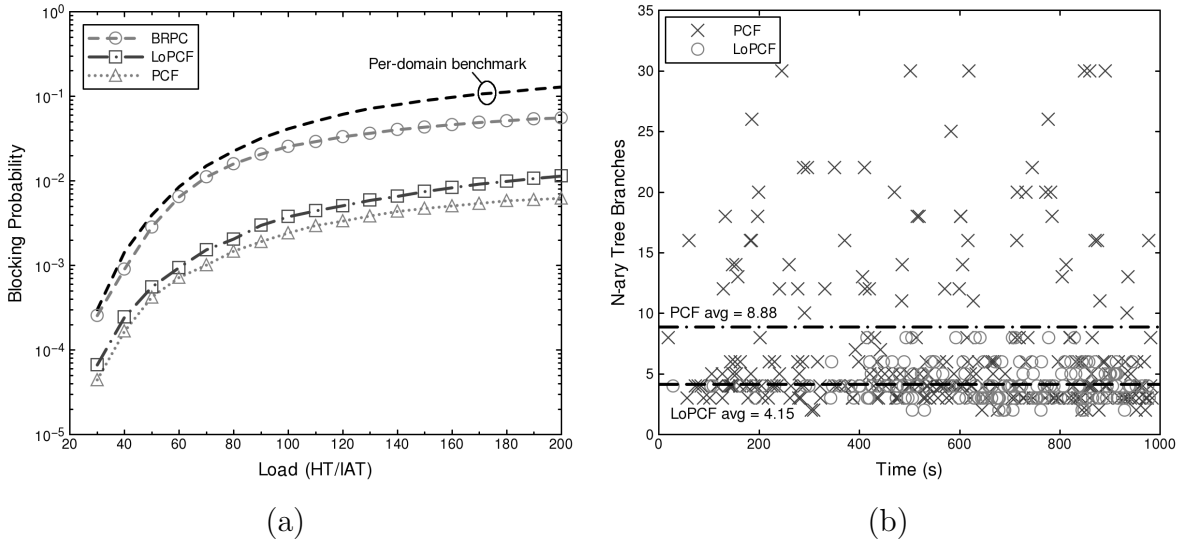 BRPC
LoPCF
PCF
Per-domain benchmark
10^0
10^-1
10^-2
10^-3
10^-4
10^-5
Blocking Probability
20 40 60 80 100 120 140 160 180 200
Load (HT/IAT)
(a)
PCF
LoPCF
35
30
25
20
15
10
5
0
N-ary Tree Branches
PCF avg = 8.88
LoPCF avg = 4.15
0 200 400 600 800 1000
Time (s)
(b)